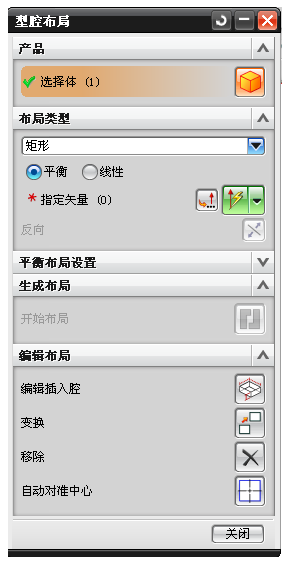 型腔布局
产品
选择体 (1)
布局类型
矩形
平衡 线性
* 指定矢量 (0)
反向
平衡布局设置
生成布局
开始布局
编辑布局
编辑插入腔
变换
移除
自动对准中心
关闭